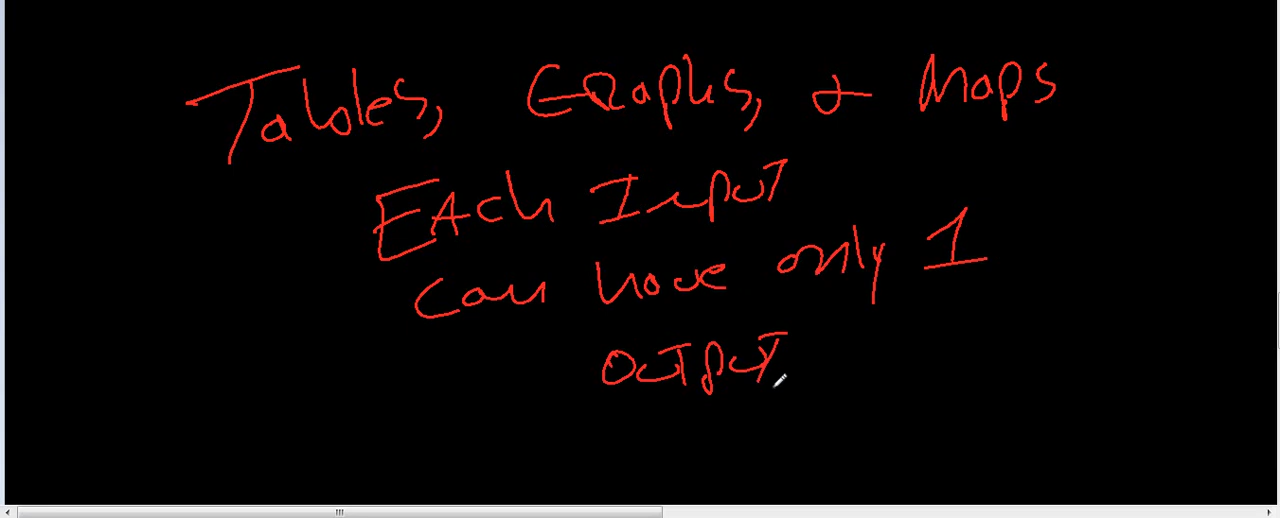 Tables, Graphs, & Maps
EAch Input
can have only 1
output